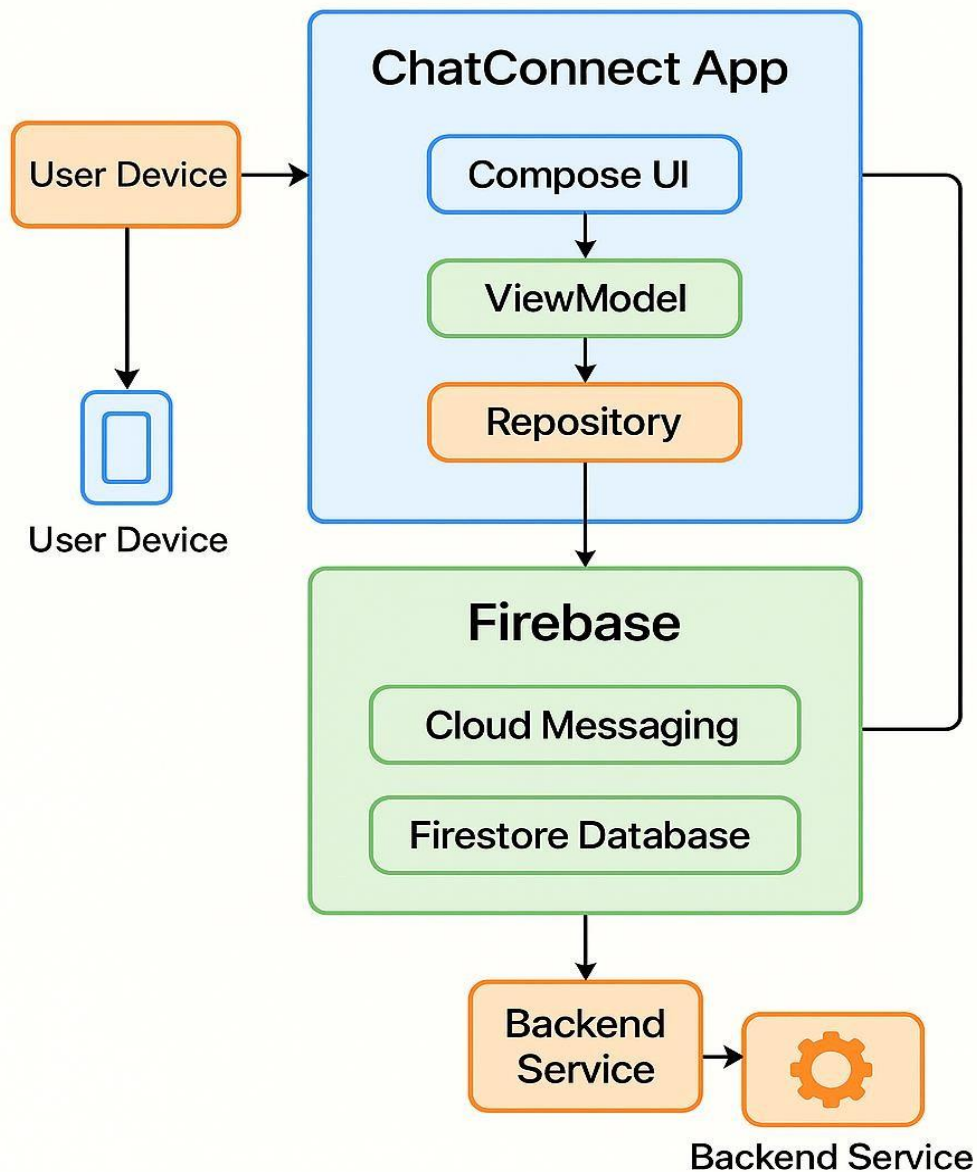 ChatConnect App
User Device
Compose UI
ViewModel
Repository
User Device
Firebase
Cloud Messaging
Firestore Database
Backend
Service
Backend Service